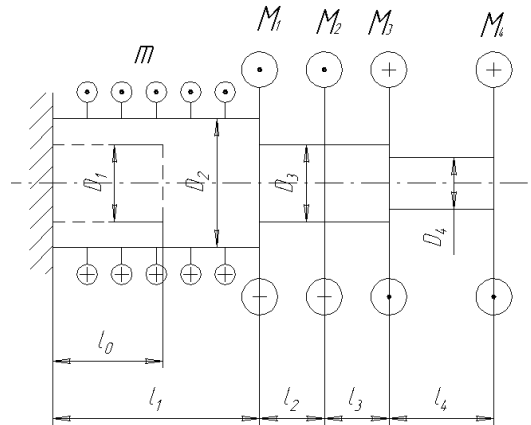 m M₁ M₂ M₃ M₄
D₁ D₂ D₃ D₄
l₀
l₁ l₂ l₃ l₄